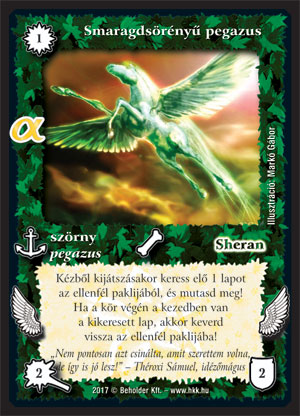 1
Smaragdsörényű pegazus
α
Illusztráció: Markó Gábor
szörny
pegazus
Sheran
Kézből kijátszásakor keress elő 1 lapot
az ellenfél paklijából, és mutasd meg!
Ha a kör végén a kezedben van
a kikeresett lap, akkor keverd
vissza az ellenfél paklijába!
„Nem pontosan azt csinálta, amit szerettem volna,
de így is jó lesz!” – Théroxi Sámuel, idézőmágus
2
2
2017 © Beholder Kft. – www.hkk.hu